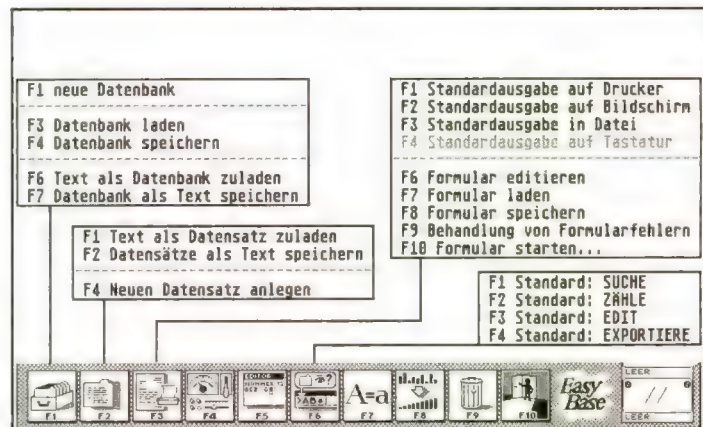 F1 neue Datenbank
F3 Datenbank laden
F4 Datenbank speichern
F6 Text als Datenbank zuladen
F7 Datenbank als Text speichern
F1 Text als Datensatz zuladen
F2 Datensätze als Text speichern
F4 Neuen Datensatz anlegen
F1 Standardausgabe auf Drucker
F2 Standardausgabe auf Bildschirm
F3 Standardausgabe in Datei
F4 Standardausgabe auf Tastatur
F6 Formular editieren
F7 Formular laden
F8 Formular speichern
F9 Behandlung von Formularfehlern
F10 Formular starten...
F1 Standard: SUCHE
F2 Standard: ZÄHLE
F3 Standard: EDIT
F4 Standard: EXPORTIERE
EDITOR
A=a
F1 F2 F3 F4 F5 F6 F7 F8 F9 F10
Easy
Base
LEER
//
LEER